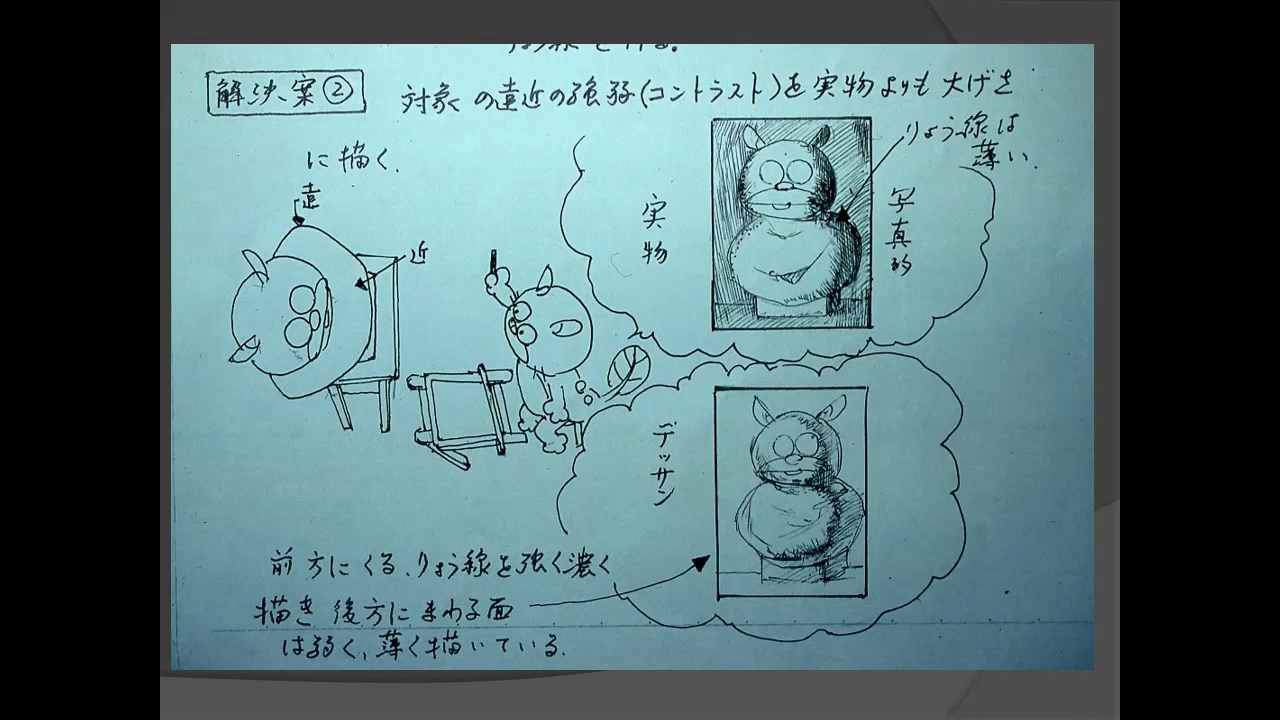 解決案②
対象の遠近の強弱(コントラスト)を実物よりも大げさ
に描く.
遠
近
実物
写真的
りょう線は
薄い.
デッサン
前方にくる、りょう線を強く濃く
描き後方にまわる面
は弱く、薄く描いている.